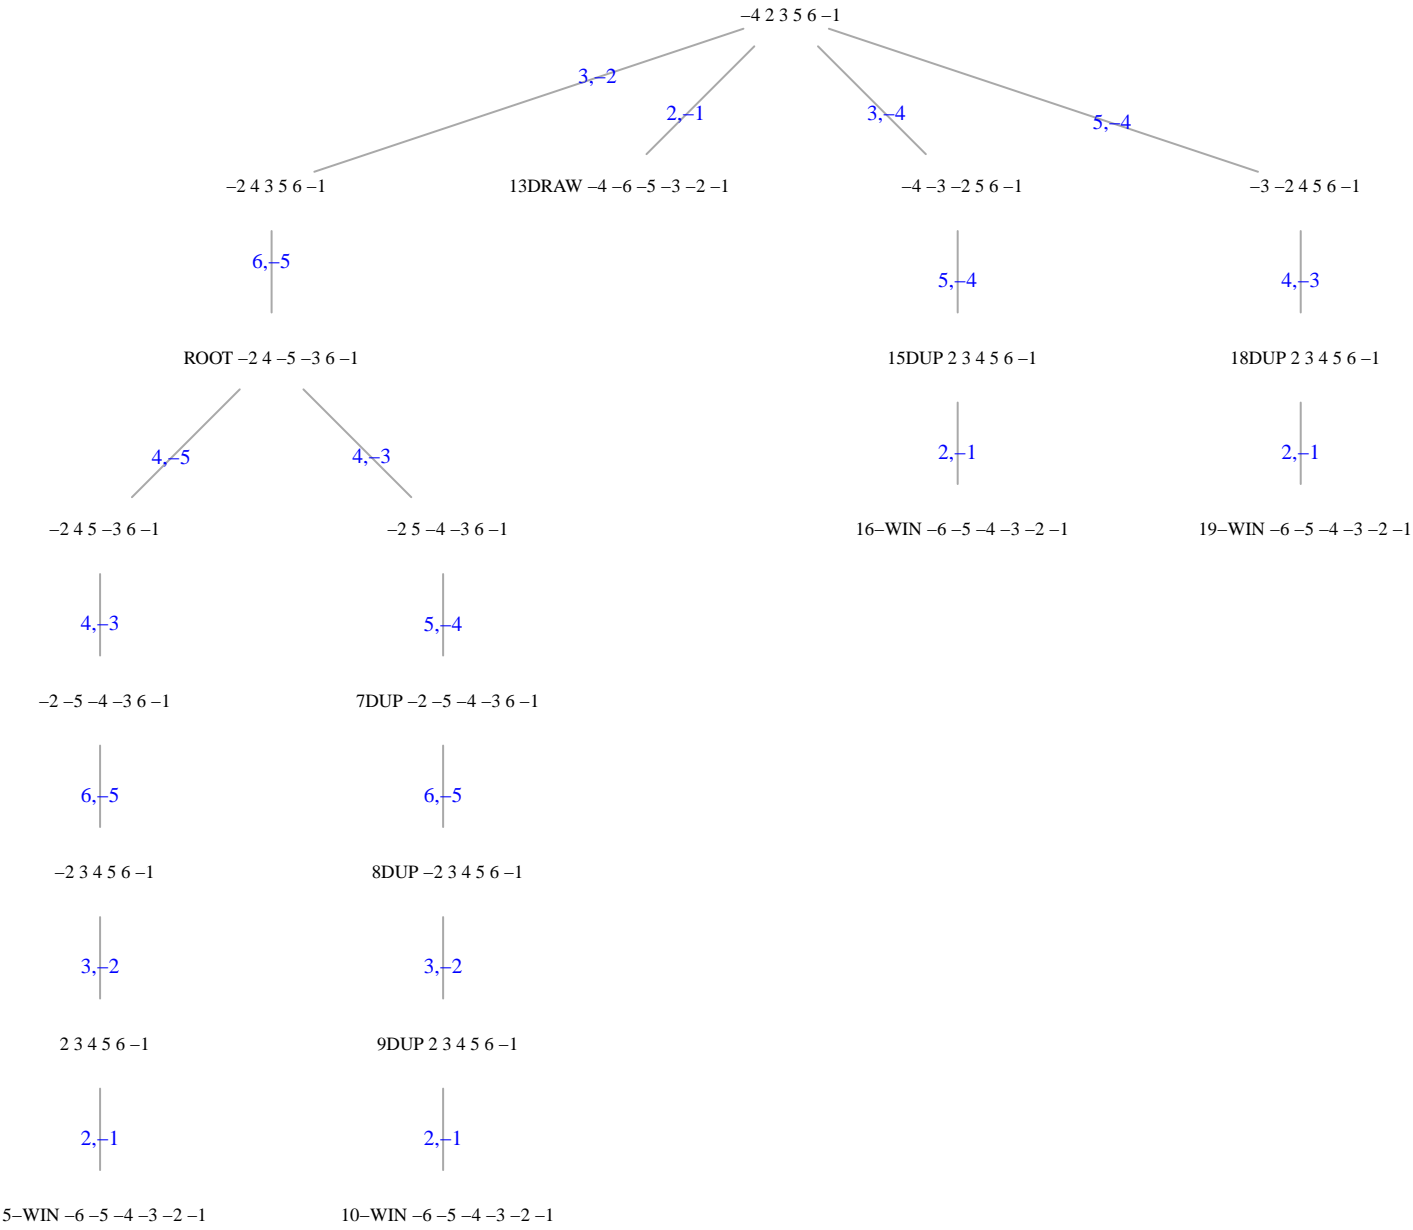 –4 2 3 5 6 –1
3,–2
2,–1
3,–4
5,–4
–2 4 3 5 6 –1
13DRAW –4 –6 –5 –3 –2 –1
–4 –3 –2 5 6 –1
–3 –2 4 5 6 –1
6,–5
5,–4
4,–3
ROOT –2 4 –5 –3 6 –1
15DUP 2 3 4 5 6 –1
18DUP 2 3 4 5 6 –1
4,–5
4,–3
2,–1
2,–1
–2 4 5 –3 6 –1
–2 5 –4 –3 6 –1
16–WIN –6 –5 –4 –3 –2 –1
19–WIN –6 –5 –4 –3 –2 –1
4,–3
5,–4
–2 –5 –4 –3 6 –1
7DUP –2 –5 –4 –3 6 –1
6,–5
6,–5
–2 3 4 5 6 –1
8DUP –2 3 4 5 6 –1
3,–2
3,–2
2 3 4 5 6 –1
9DUP 2 3 4 5 6 –1
2,–1
2,–1
5–WIN –6 –5 –4 –3 –2 –1
10–WIN –6 –5 –4 –3 –2 –1